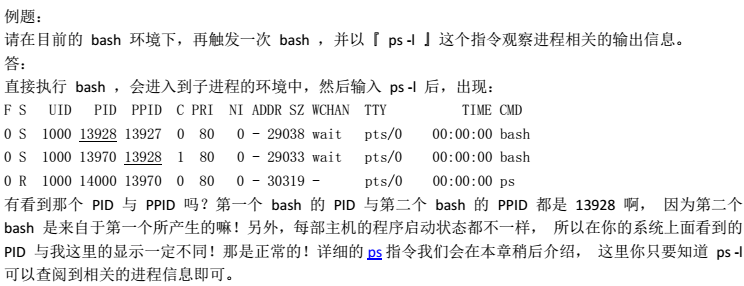 例题:
请在目前的 bash 环境下，再触发一次 bash ，并以『 ps -l 』这个指令观察进程相关的输出信息。
答:
直接执行 bash ，会进入到子进程的环境中，然后输入 ps -l 后，出现:
F S UID PID PPID C PRI NI ADDR SZ WCHAN TTY TIME CMD
0 S 1000 13928 13927 0 80 0 - 29038 wait pts/0 00:00:00 bash
0 S 1000 13970 13928 1 80 0 - 29033 wait pts/0 00:00:00 bash
0 R 1000 14000 13970 0 80 0 - 30319 - pts/0 00:00:00 ps
有看到那个 PID 与 PPID 吗？第一个 bash 的 PID 与第二个 bash 的 PPID 都是 13928 啊， 因为第二个
bash 是来自于第一个所产生的嘛！另外，每部主机的程序启动状态都不一样， 所以在你的系统上面看到的
PID 与我这里的显示一定不同！那是正常的！详细的 ps 指令我们会在本章稍后介绍， 这里你只要知道 ps -l
可以查阅到相关的进程信息即可。